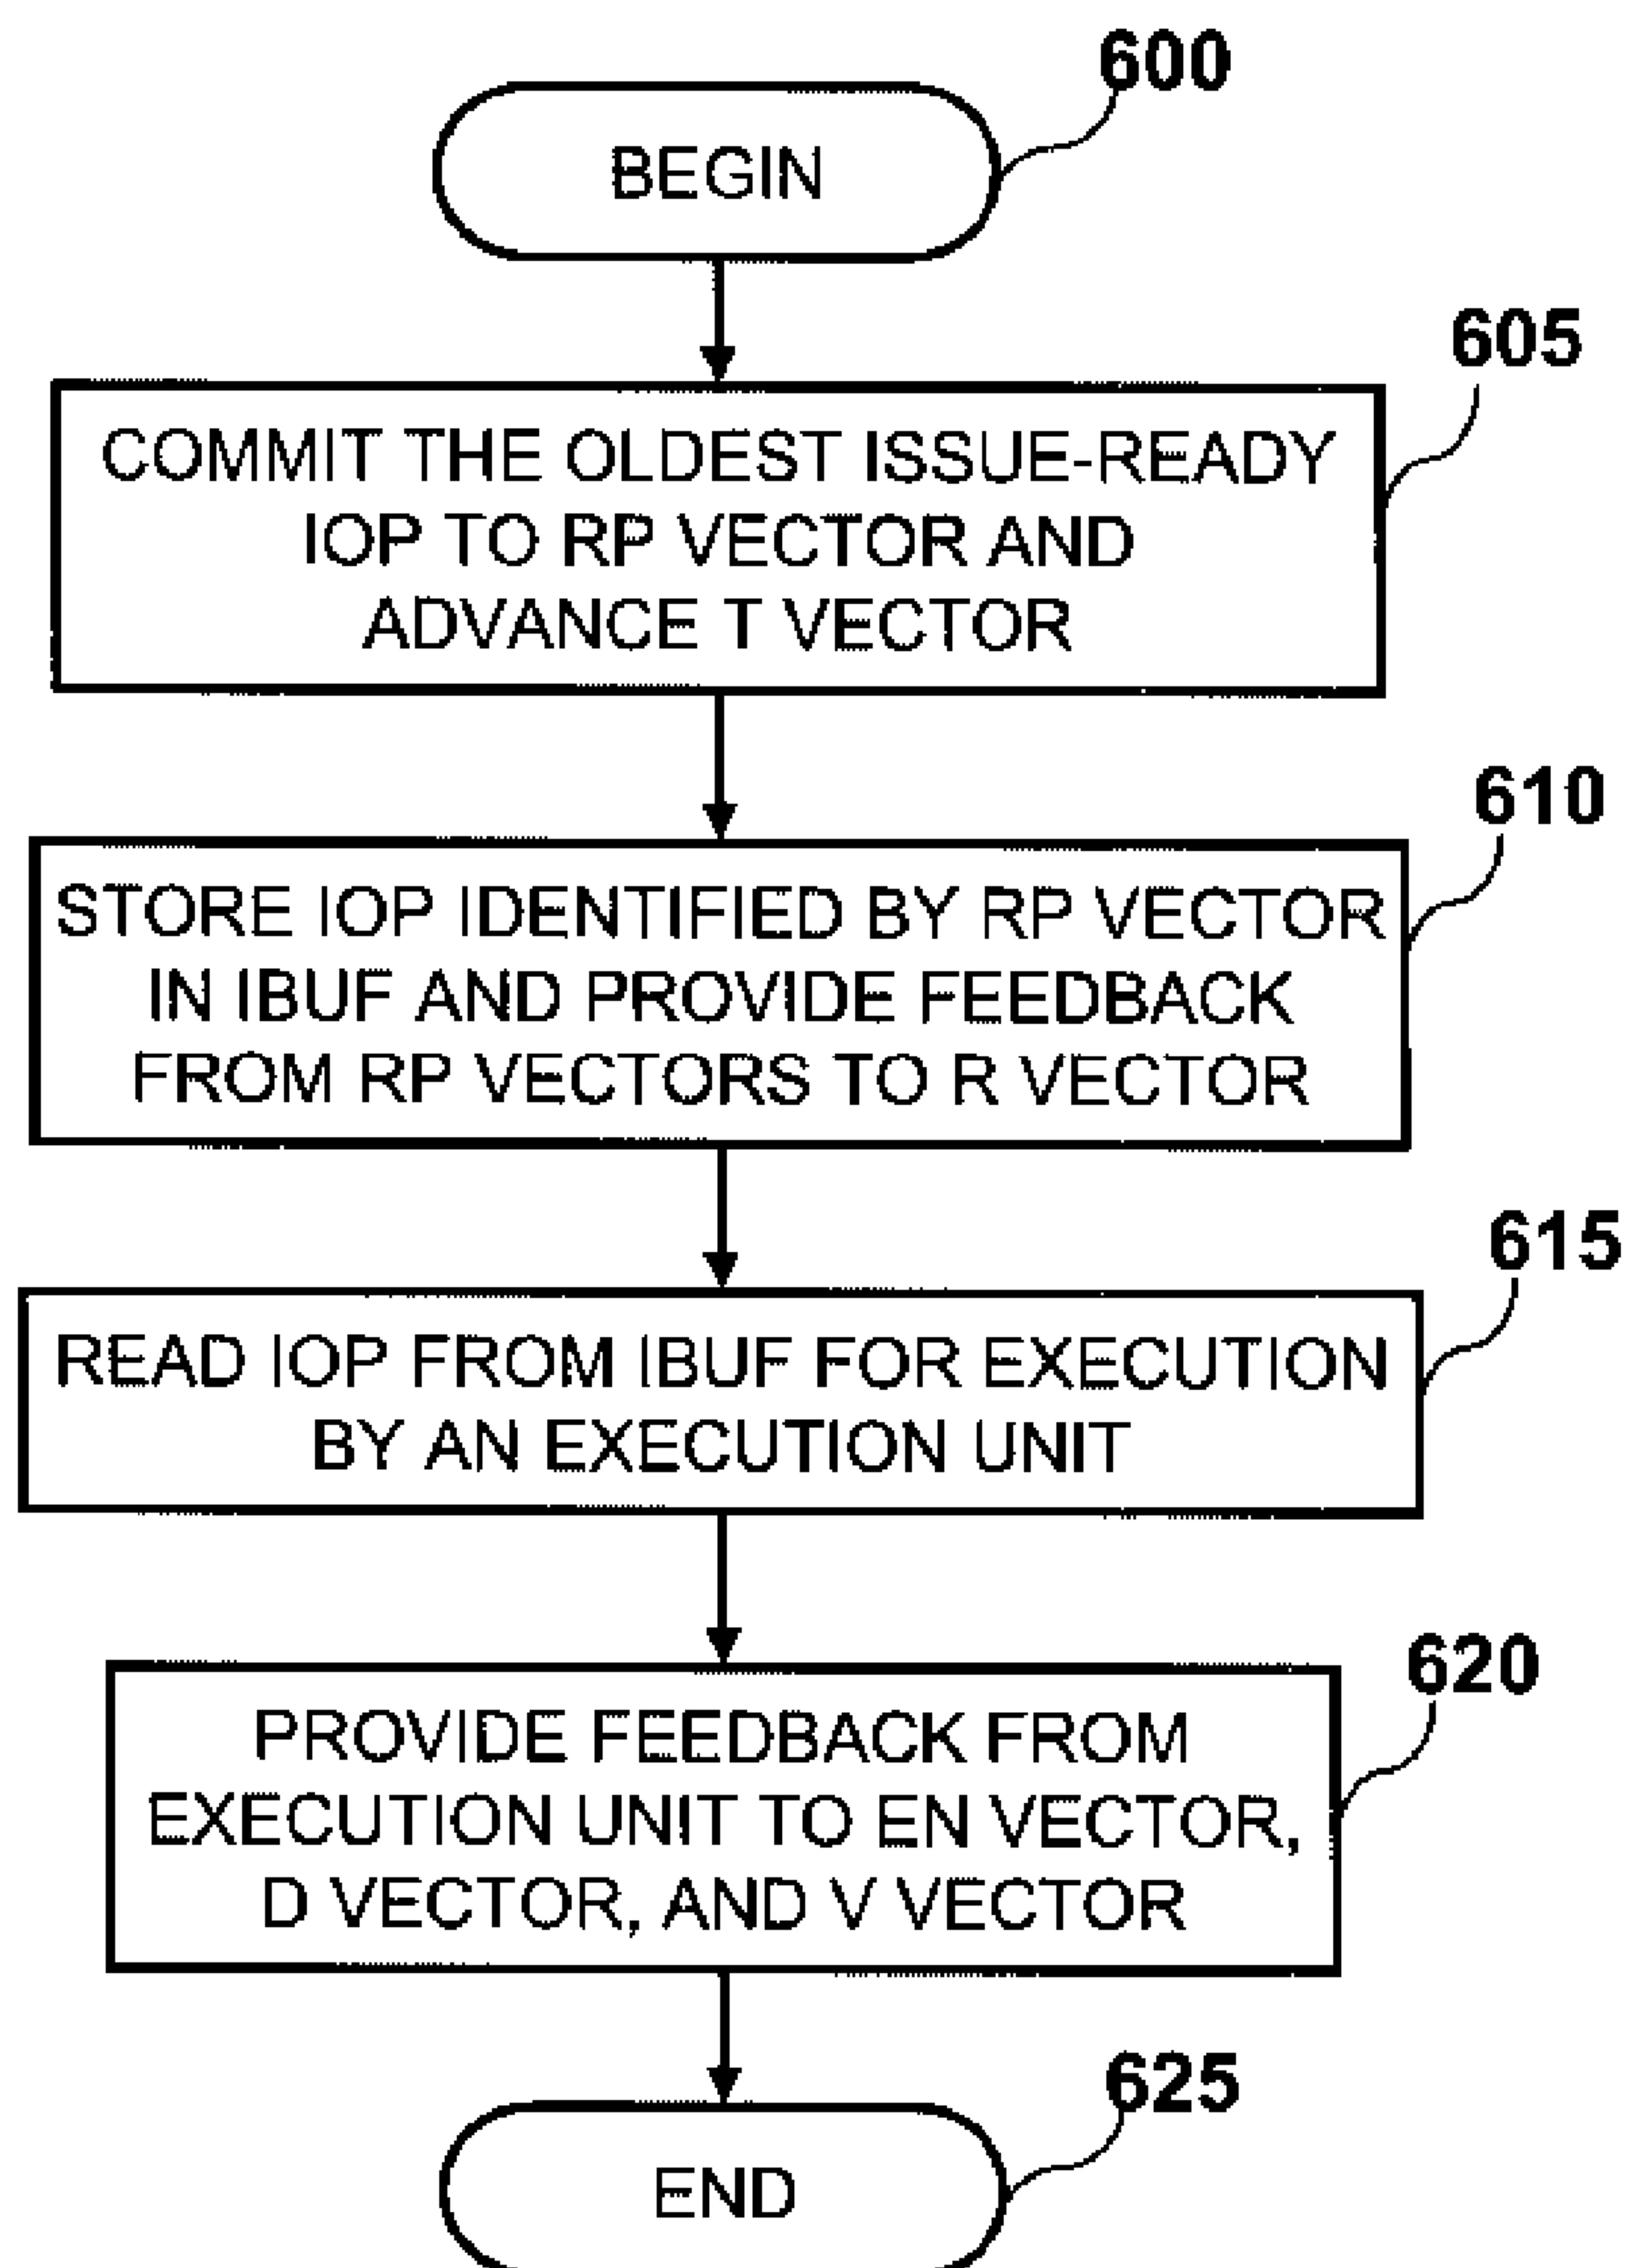 600
BEGIN
605
COMMIT THE OLDEST ISSUE-READY
IOP TO RP VECTOR AND
ADVANCE T VECTOR
610
STORE IOP IDENTIFIED BY RP VECTOR
IN IBUF AND PROVIDE FEEDBACK
FROM RP VECTORS TO R VECTOR
615
READ IOP FROM IBUF FOR EXECUTION
BY AN EXECUTION UNIT
620
PROVIDE FEEDBACK FROM
EXECUTION UNIT TO EN VECTOR,
D VECTOR, AND V VECTOR
625
END